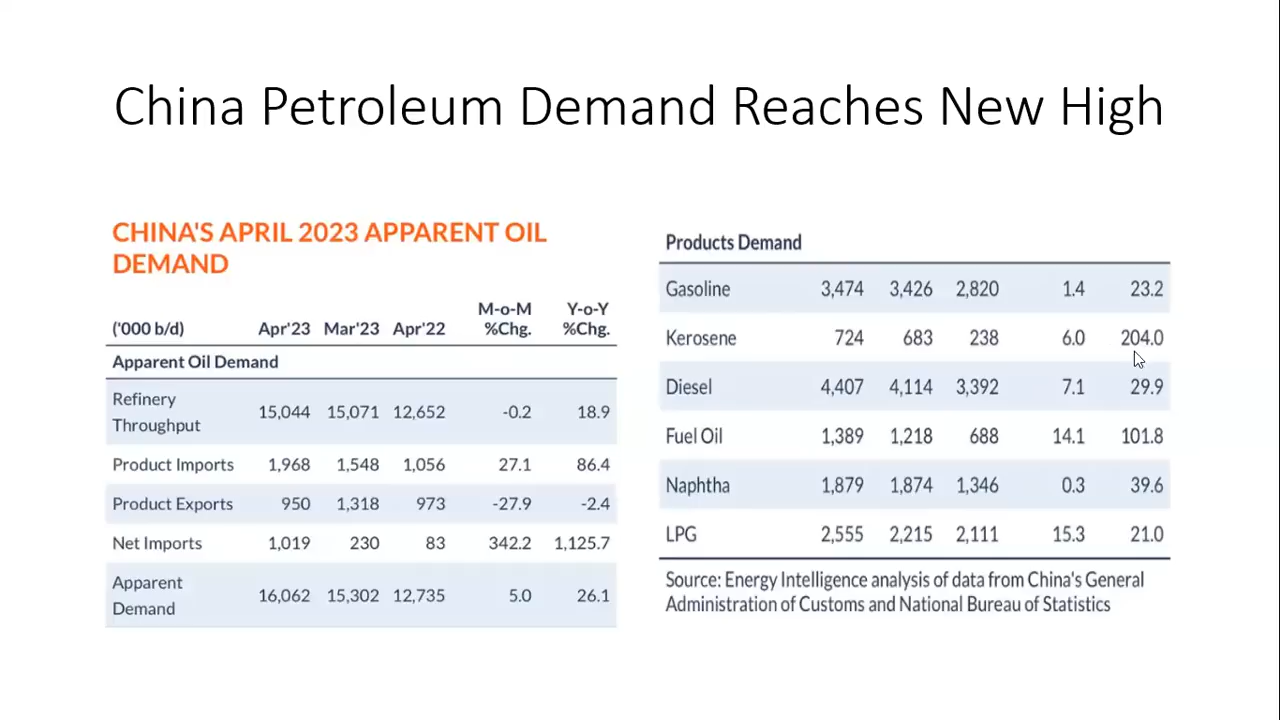 China Petroleum Demand Reaches New High
CHINA'S APRIL 2023 APPARENT OIL
DEMAND
('000 b/d) Apr'23 Mar'23 Apr'22 M-o-M %Chg. Y-o-Y %Chg.
Apparent Oil Demand
Refinery Throughput 15,044 15,071 12,652 -0.2 18.9
Product Imports 1,968 1,548 1,056 27.1 86.4
Product Exports 950 1,318 973 -27.9 -2.4
Net Imports 1,019 230 83 342.2 1,125.7
Apparent Demand 16,062 15,302 12,735 5.0 26.1
Products Demand
Gasoline 3,474 3,426 2,820 1.4 23.2
Kerosene 724 683 238 6.0 204.0
Diesel 4,407 4,114 3,392 7.1 29.9
Fuel Oil 1,389 1,218 688 14.1 101.8
Naphtha 1,879 1,874 1,346 0.3 39.6
LPG 2,555 2,215 2,111 15.3 21.0
Source: Energy Intelligence analysis of data from China's General
Administration of Customs and National Bureau of Statistics